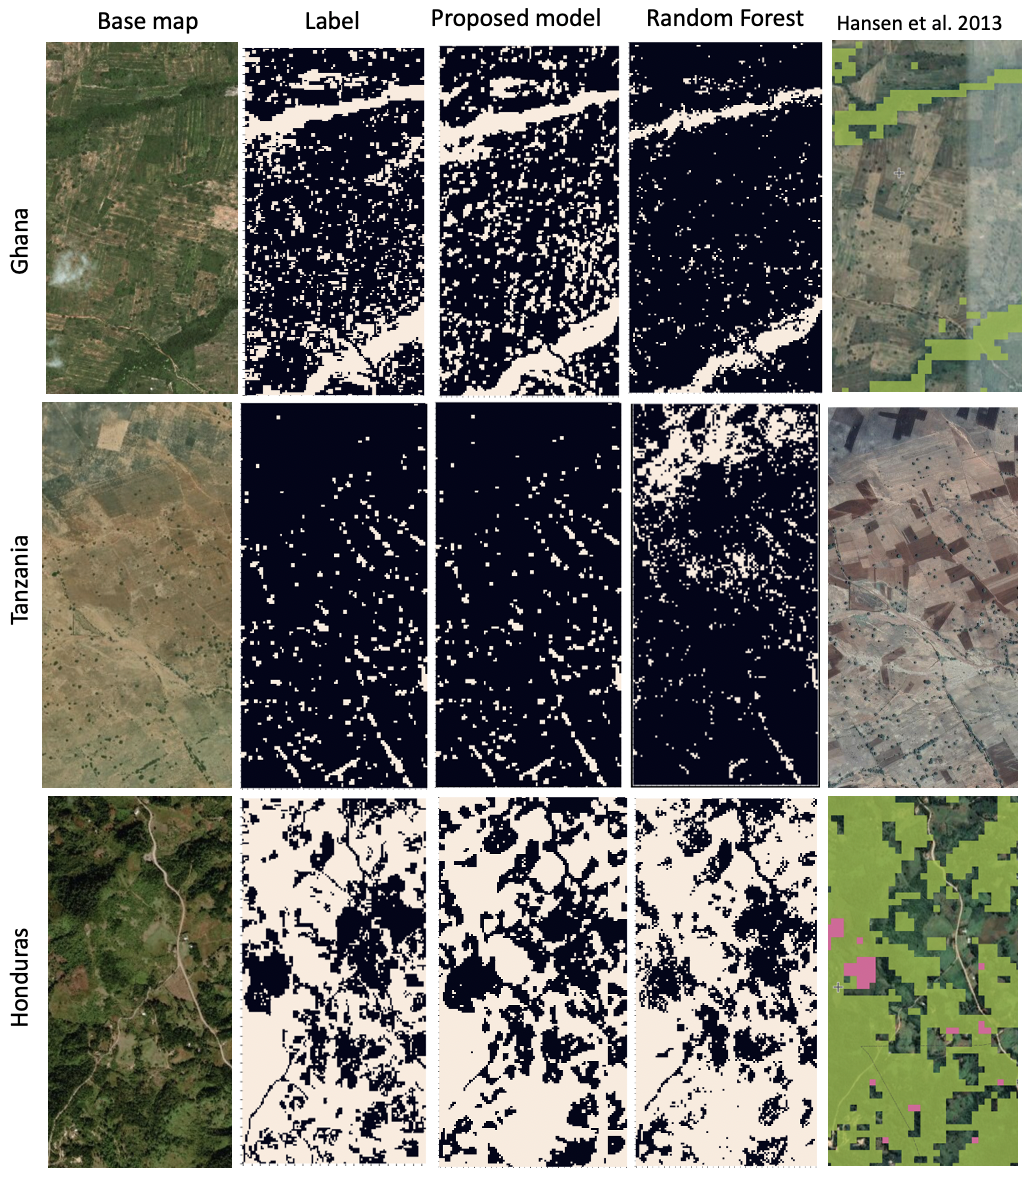 Base map
Label
Proposed model
Random Forest
Hansen et al. 2013
Ghana
Tanzania
Honduras